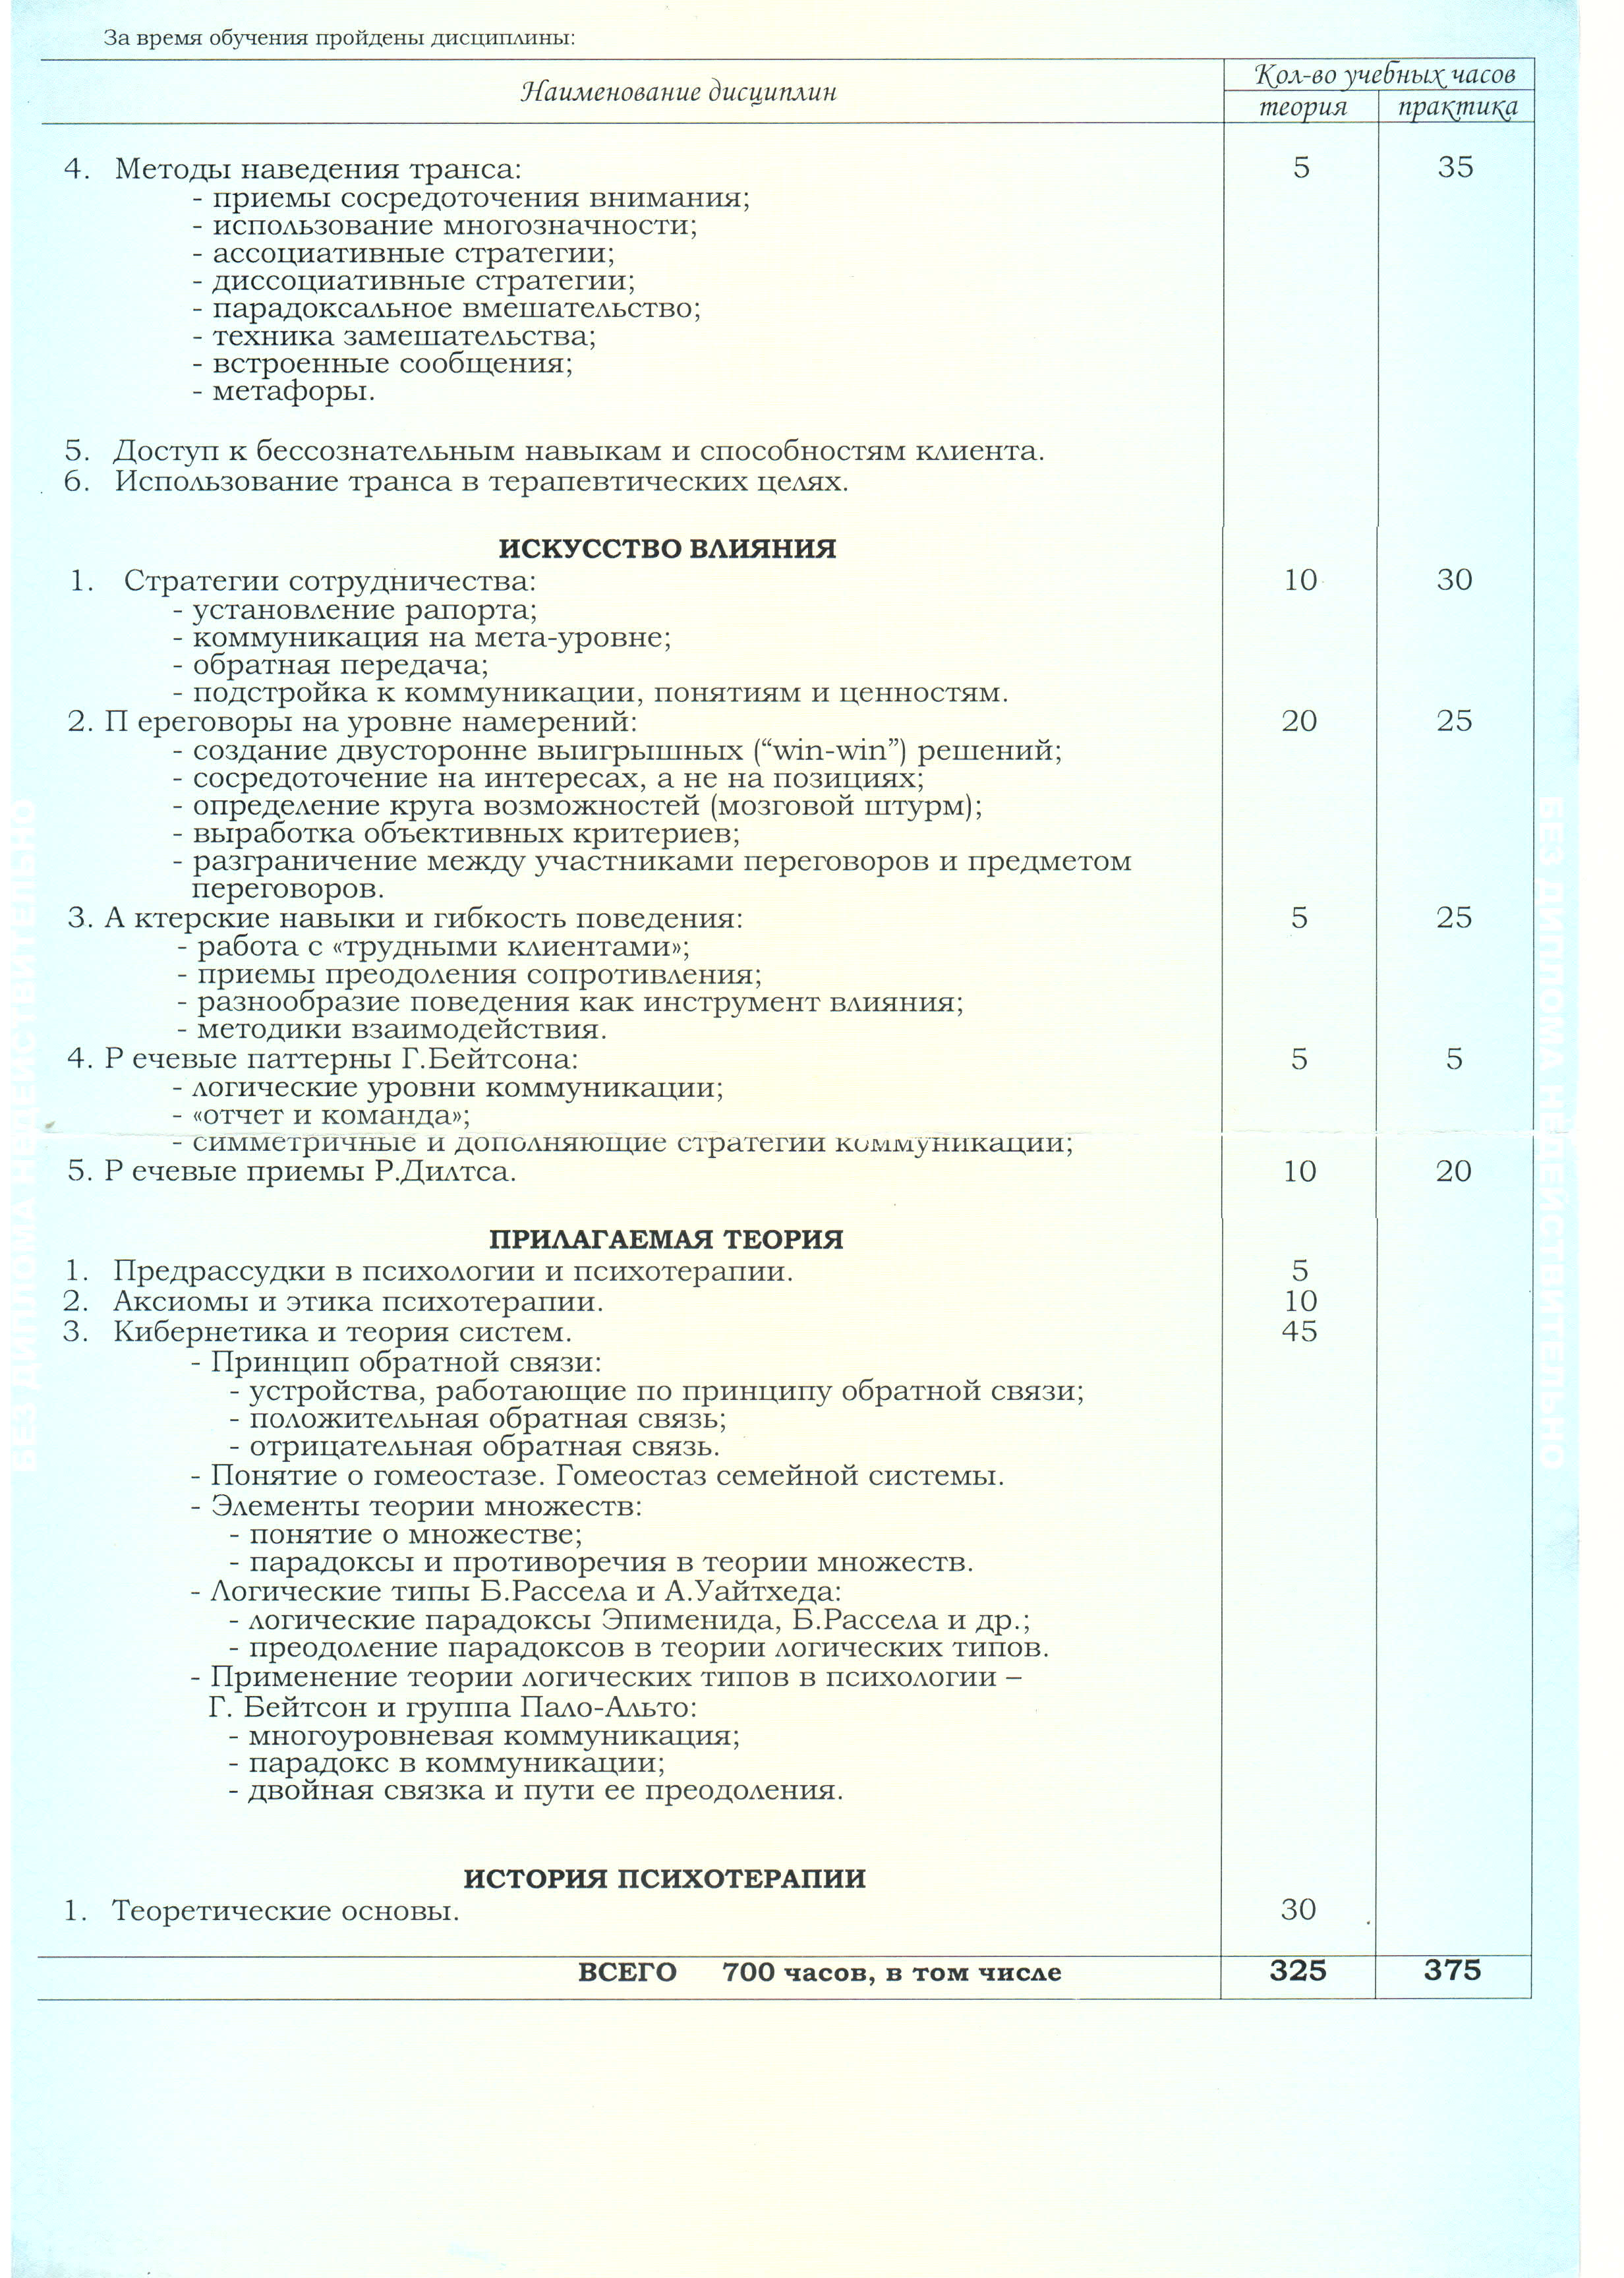 За время обучения пройдены дисциплины:
Наименование дисциплин
Кол-во учебных часов
теория практика
4. Методы наведения транса: 5 35
- приемы сосредоточения внимания;
- использование многозначности;
- ассоциативные стратегии;
- диссоциативные стратегии;
- парадоксальное вмешательство;
- техника замешательства;
- встроенные сообщения;
- метафоры.
5. Доступ к бессознательным навыкам и способностям клиента.
6. Использование транса в терапевтических целях.
ИСКУССТВО ВЛИЯНИЯ
1. Стратегии сотрудничества: 10 30
- установление рапорта;
- коммуникация на мета-уровне;
- обратная передача;
- подстройка к коммуникации, понятиям и ценностям.
2. П ереговоры на уровне намерений: 20 25
- создание двусторонне выигрышных (“win-win”) решений;
- сосредоточение на интересах, а не на позициях;
- определение круга возможностей (мозговой штурм);
- выработка объективных критериев;
- разграничение между участниками переговоров и предметом
переговоров.
3. А ктерские навыки и гибкость поведения: 5 25
- работа с «трудными клиентами»;
- приемы преодоления сопротивления;
- разнообразие поведения как инструмент влияния;
- методики взаимодействия.
4. Р ечевые паттерны Г.Бейтсона: 5 5
- логические уровни коммуникации;
- «отчет и команда»;
- симметричные и дополняющие стратегии коммуникации;
5. Р ечевые приемы Р.Дилтса. 10 20
ПРИЛАГАЕМАЯ ТЕОРИЯ
1. Предрассудки в психологии и психотерапии. 5
2. Аксиомы и этика психотерапии. 10
3. Кибернетика и теория систем. 45
- Принцип обратной связи:
- устройства, работающие по принципу обратной связи;
- положительная обратная связь;
- отрицательная обратная связь.
- Понятие о гомеостазе. Гомеостаз семейной системы.
- Элементы теории множеств:
- понятие о множестве;
- парадоксы и противоречия в теории множеств.
- Логические типы Б.Рассела и А.Уайтхеда:
- логические парадоксы Эпименида, Б.Рассела и др.;
- преодоление парадоксов в теории логических типов.
- Применение теории логических типов в психологии –
Г. Бейтсон и группа Пало-Альто:
- многоуровневая коммуникация;
- парадокс в коммуникации;
- двойная связка и пути ее преодоления.
ИСТОРИЯ ПСИХОТЕРАПИИ
1. Теоретические основы. 30
ВСЕГО 700 часов, в том числе 325 375
БЕЗ ДИПЛОМА НЕДЕЙСТВИТЕЛЬНО
БЕЗ ДИПЛОМА НЕДЕЙСТВИТЕЛЬНО